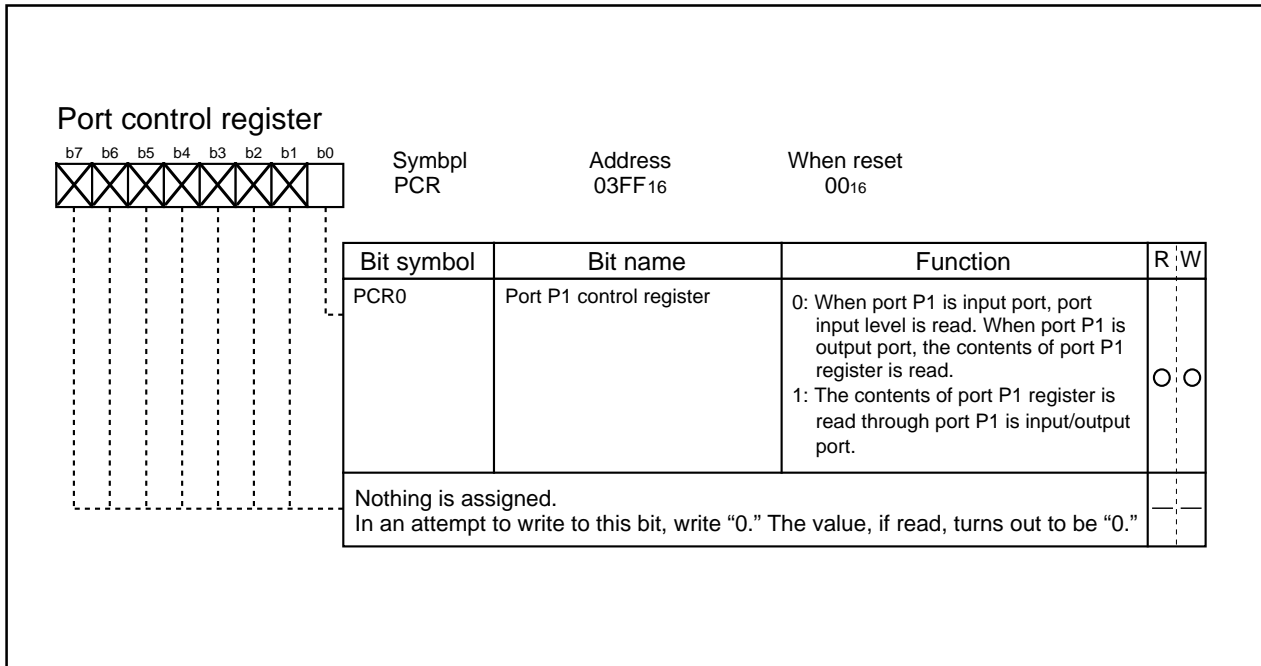 Port control register
b7 b6 b5 b4 b3 b2 b1 b0
Symbpl Address When reset
PCR 03FF16 0016
Bit symbol Bit name Function R W
PCR0 Port P1 control register 0: When port P1 is input port, port
input level is read. When port P1 is
output port, the contents of port P1
register is read.
1: The contents of port P1 register is
read through port P1 is input/output
port.
Nothing is assigned.
In an attempt to write to this bit, write “0.” The value, if read, turns out to be “0.”